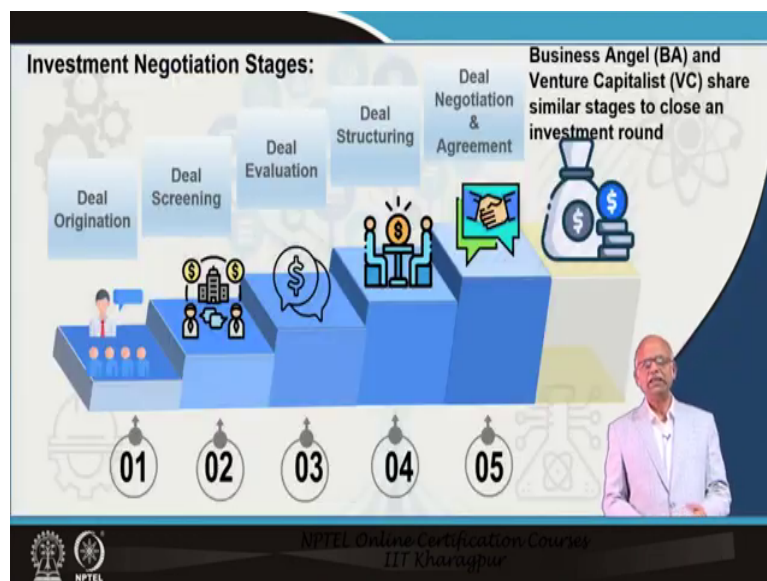 Investment Negotiation Stages:
Business Angel (BA) and
Venture Capitalist (VC) share
similar stages to close an
investment round
Deal
Origination
Deal
Screening
Deal
Evaluation
Deal
Structuring
Deal
Negotiation
&
Agreement
01
02
03
04
05
NPTEL Online Certification Courses
IIT Kharagpur
NPTEL